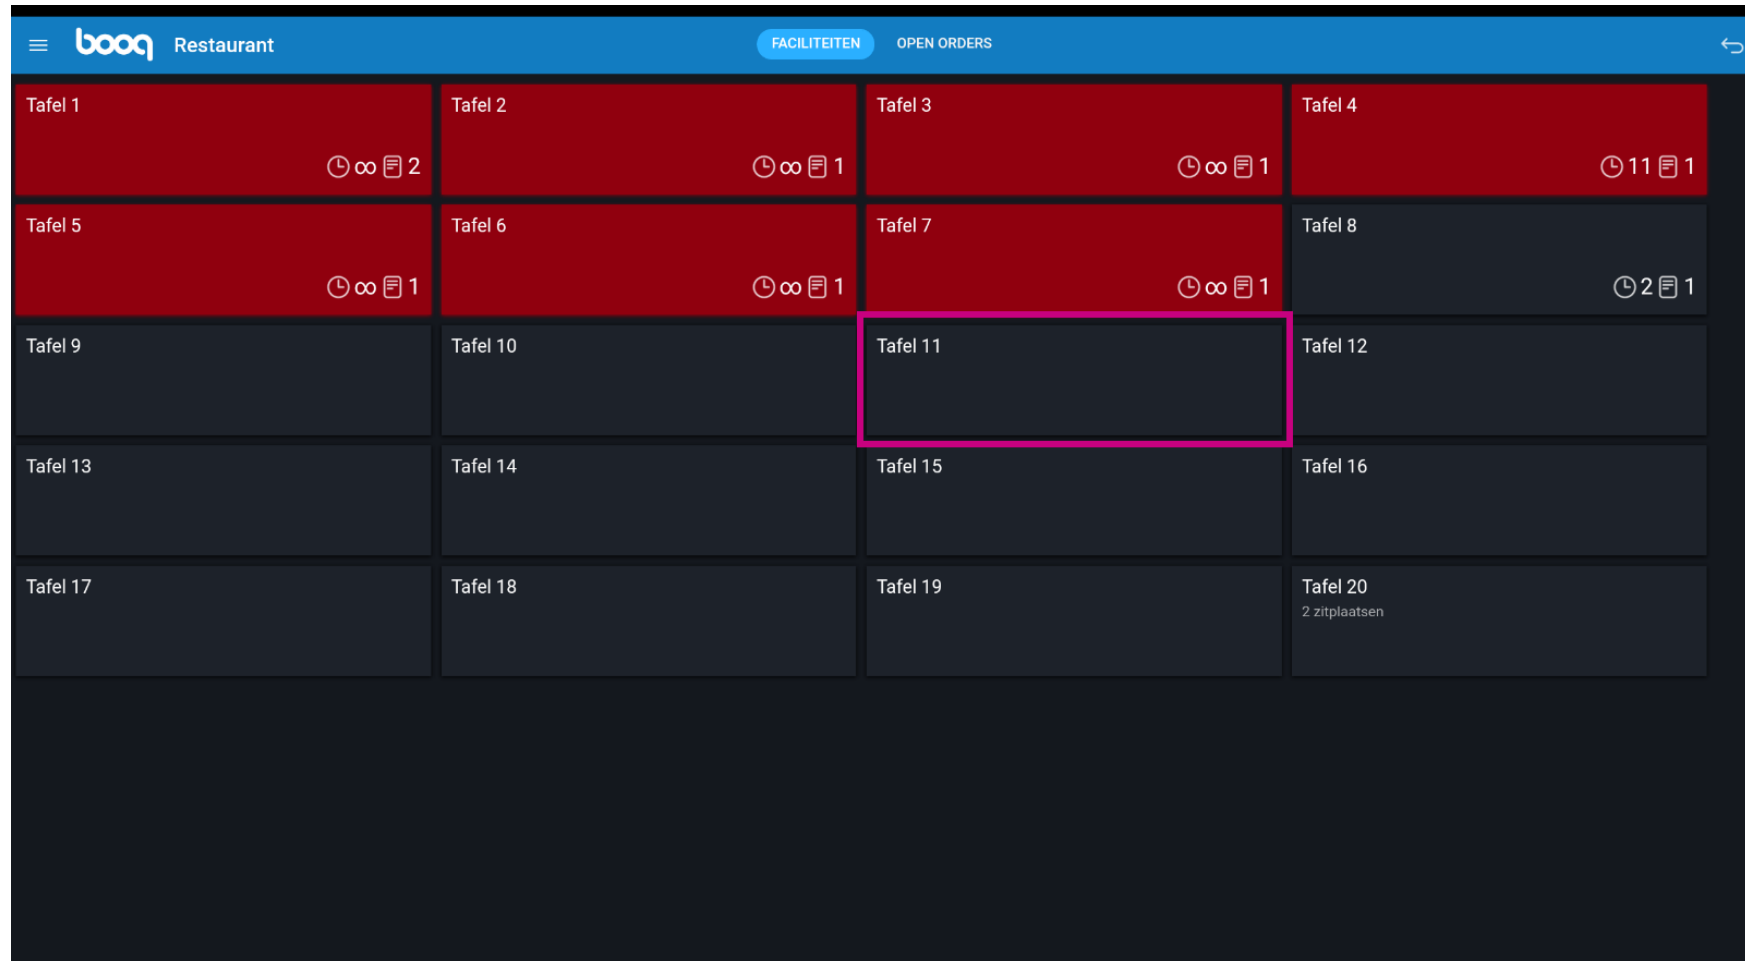 booq Restaurant FACILITEITEN OPEN ORDERS
Tafel 1 Tafel 2 Tafel 3 Tafel 4
∞ 2 ∞ 1 ∞ 1 11 1
Tafel 5 Tafel 6 Tafel 7 Tafel 8
∞ 1 ∞ 1 ∞ 1 2 1
Tafel 9 Tafel 10 Tafel 11 Tafel 12
Tafel 13 Tafel 14 Tafel 15 Tafel 16
Tafel 17 Tafel 18 Tafel 19 Tafel 20
2 zitplaatsen